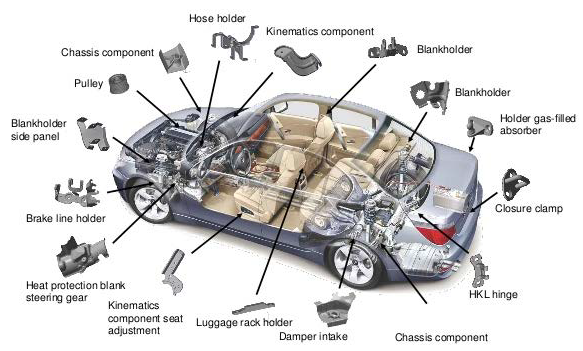 Hose holder
Kinematics component
Chassis component
Blankholder
Pulley
Blankholder
Blankholder
side panel
Holder gas-filled
absorber
Closure clamp
Brake line holder
Heat protection blank
steering gear
HKL hinge
Kinematics
component seat
adjustment
Luggage rack holder
Damper intake
Chassis component